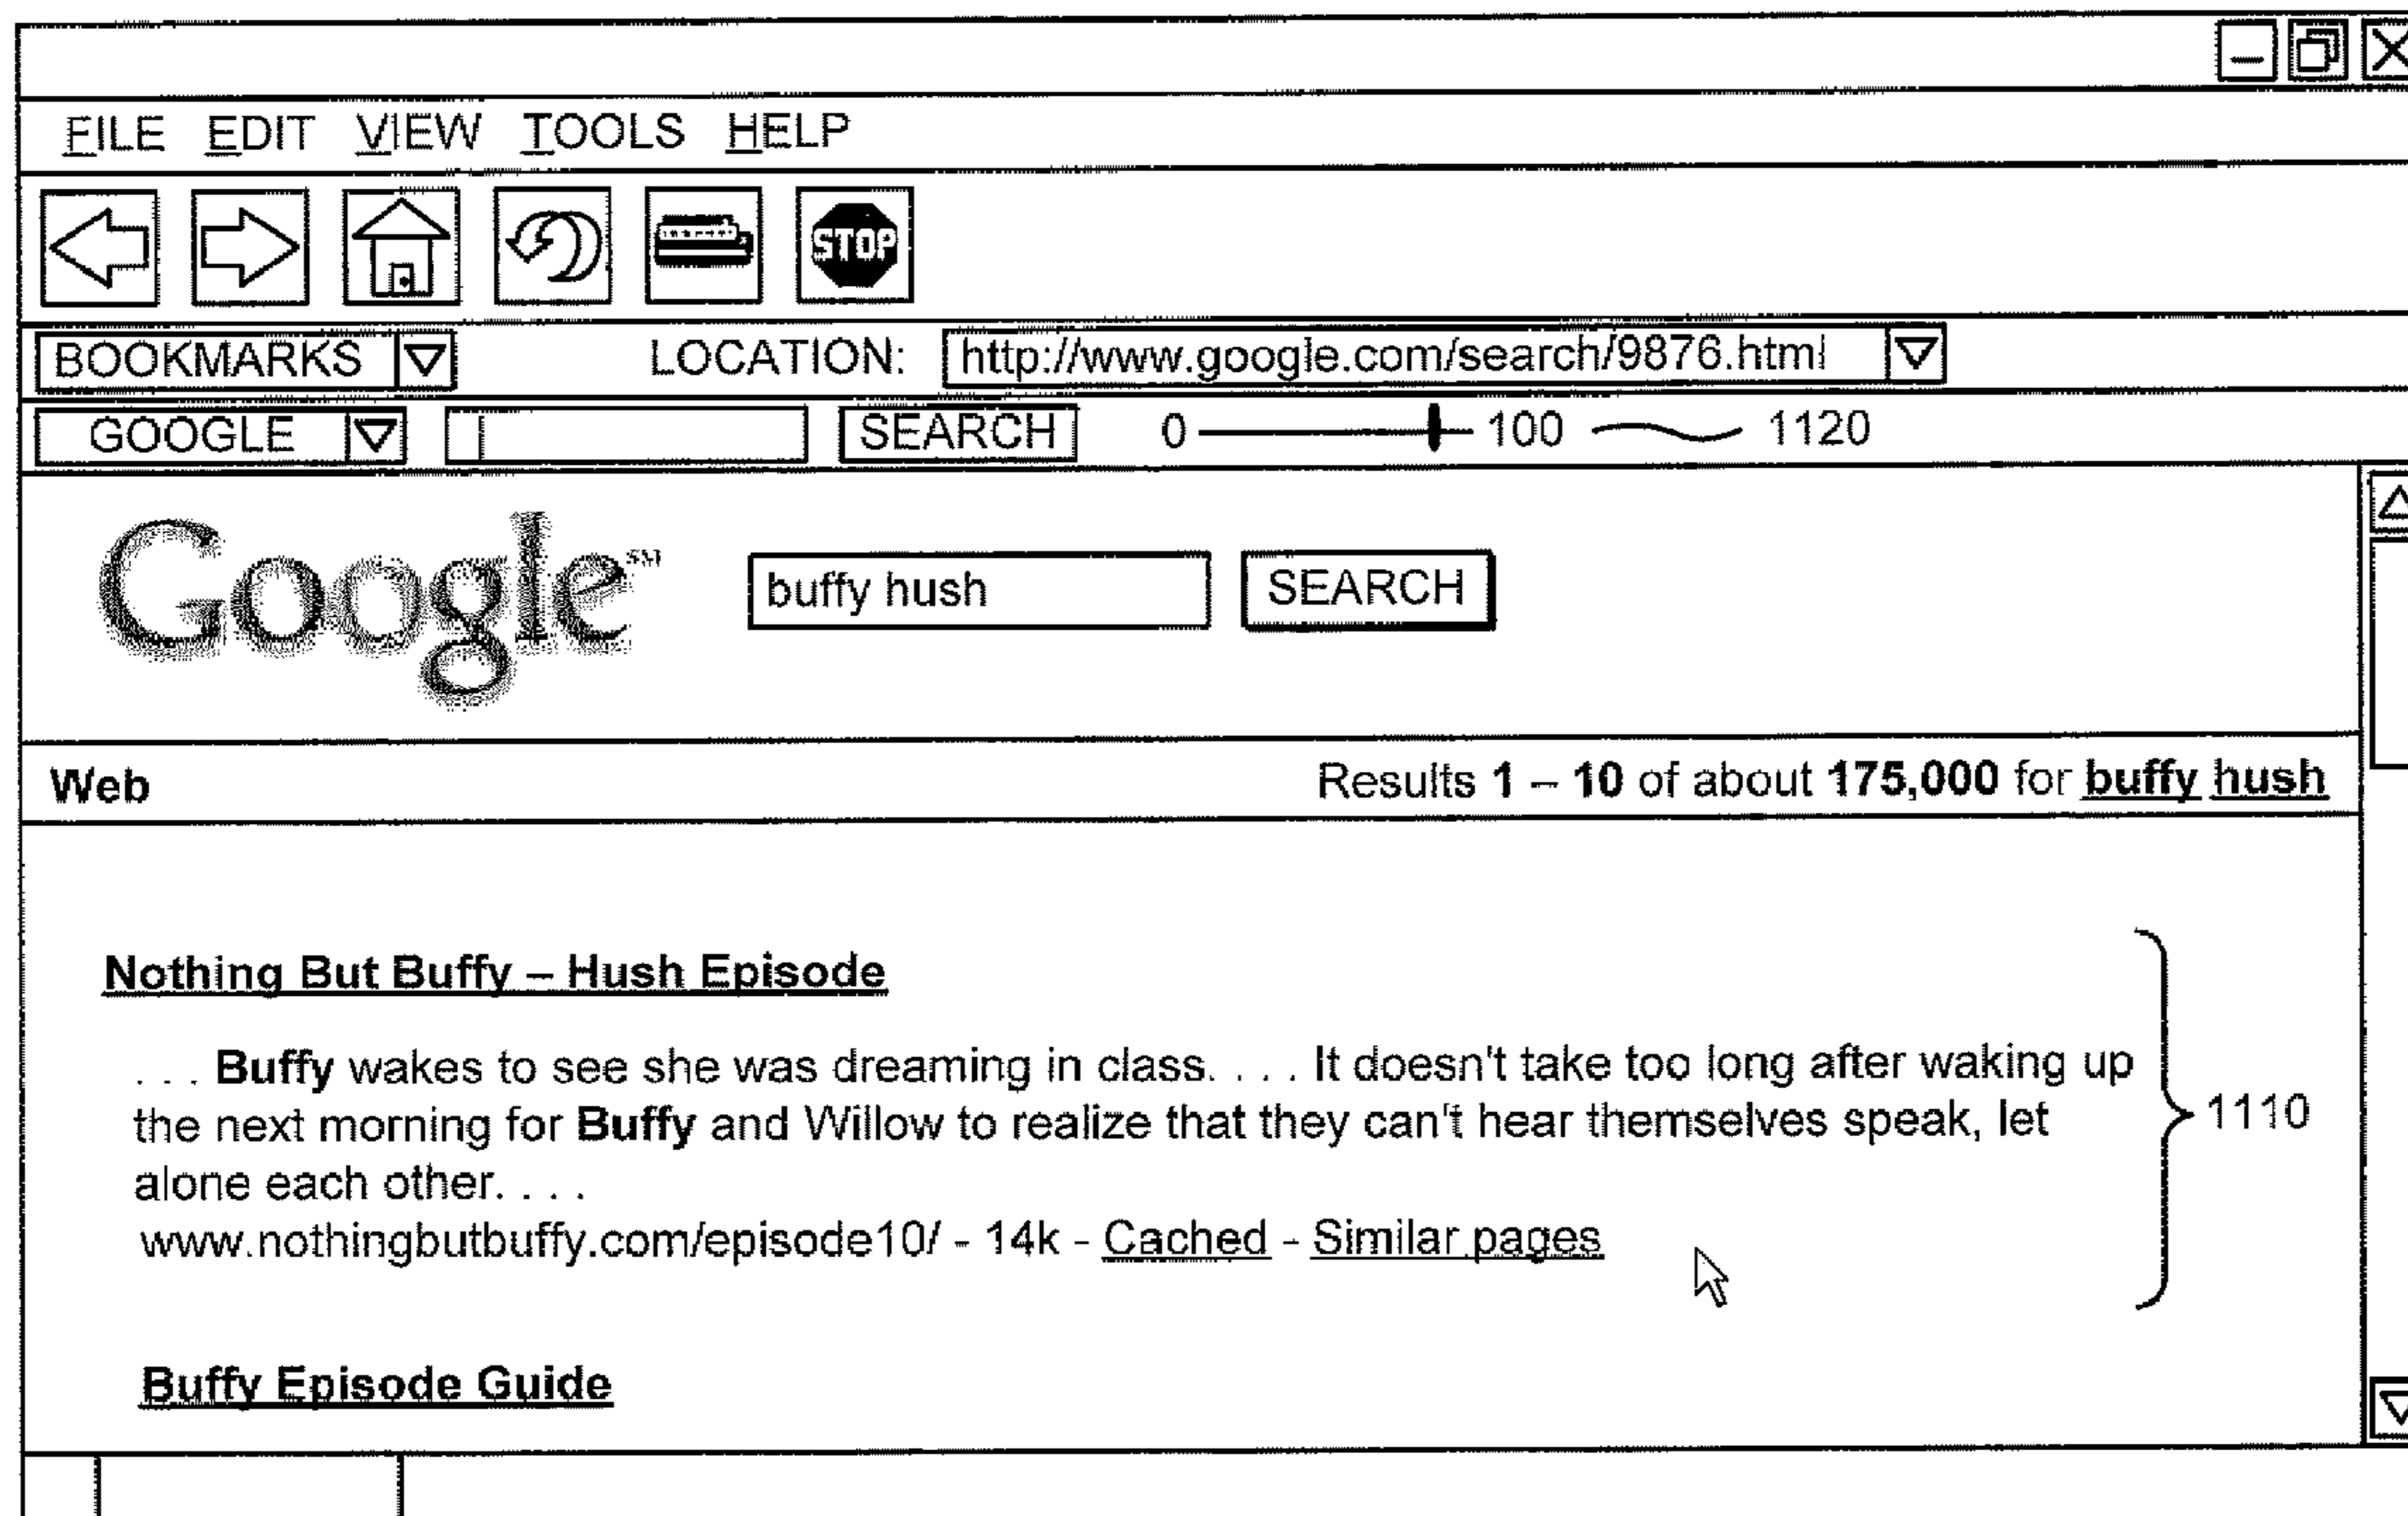 FILE EDIT VIEW TOOLS HELP
STOP
BOOKMARKS LOCATION: http://www.google.com/search/9876.html
GOOGLE SEARCH 0 100 1120
Google SM buffy hush SEARCH
Web Results 1 – 10 of about 175,000 for buffy hush
Nothing But Buffy – Hush Episode
. . . Buffy wakes to see she was dreaming in class. . . . It doesn't take too long after waking up
the next morning for Buffy and Willow to realize that they can't hear themselves speak, let
alone each other. . . .
1110
www.nothingbutbuffy.com/episode10/ - 14k - Cached - Similar pages
Buffy Episode Guide